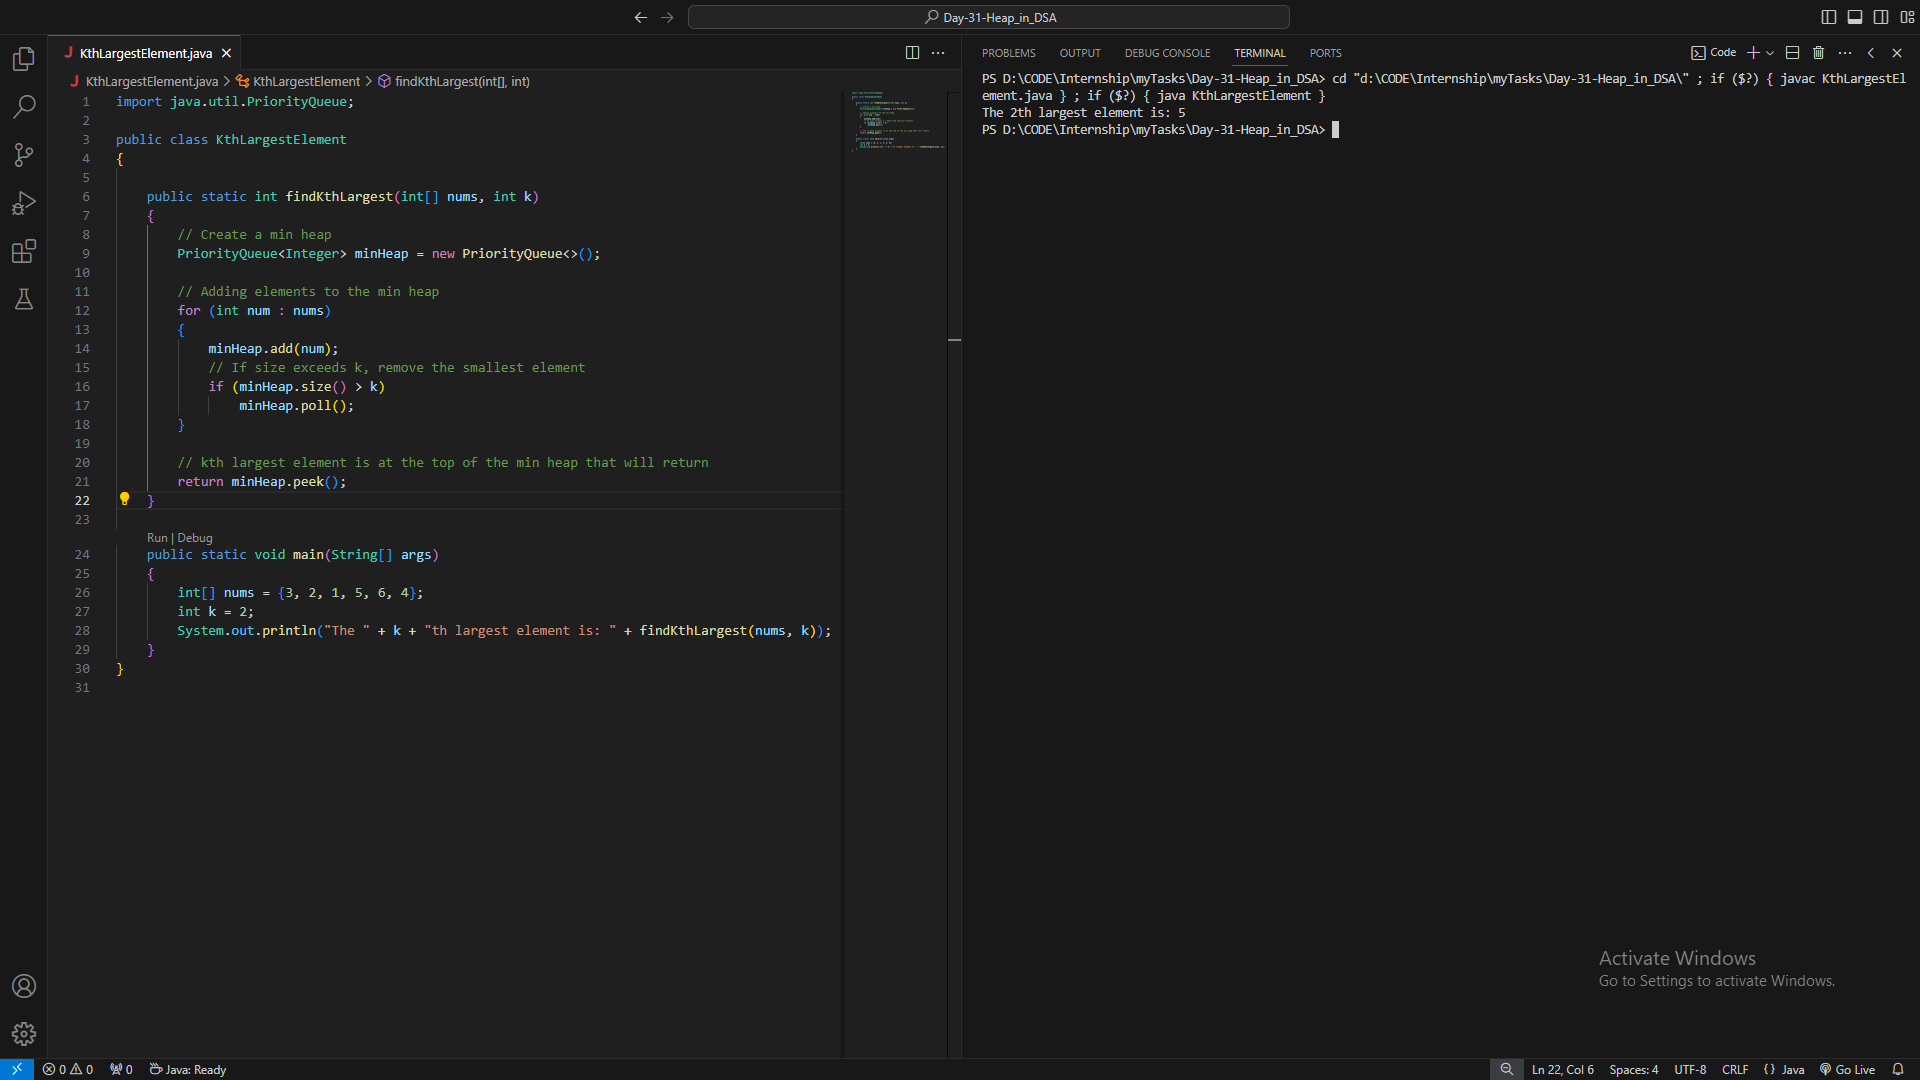 Day-31-Heap_in_DSA
KthLargestElement.java
KthLargestElement.java > KthLargestElement > findKthLargest(int[], int)
1 import java.util.PriorityQueue;
2
3 public class KthLargestElement
4 {
5
6     public static int findKthLargest(int[] nums, int k)
7     {
8         // Create a min heap
9         PriorityQueue<Integer> minHeap = new PriorityQueue<>();
10
11         // Adding elements to the min heap
12         for (int num : nums)
13         {
14             minHeap.add(num);
15             // If size exceeds k, remove the smallest element
16             if (minHeap.size() > k)
17                 minHeap.poll();
18         }
19
20         // kth largest element is at the top of the min heap that will return
21         return minHeap.peek();
22     }
23
Run | Debug
24     public static void main(String[] args)
25     {
26         int[] nums = {3, 2, 1, 5, 6, 4};
27         int k = 2;
28         System.out.println("The " + k + "th largest element is: " + findKthLargest(nums, k));
29     }
30 }
31
PROBLEMS OUTPUT DEBUG CONSOLE TERMINAL PORTS
Code
PS D:\CODE\Internship\myTasks\Day-31-Heap_in_DSA> cd "d:\CODE\Internship\myTasks\Day-31-Heap_in_DSA\" ; if ($?) { javac KthLargestEl
ement.java } ; if ($?) { java KthLargestElement }
The 2th largest element is: 5
PS D:\CODE\Internship\myTasks\Day-31-Heap_in_DSA>
Activate Windows
Go to Settings to activate Windows.
0 0 0 Java: Ready
Ln 22, Col 6 Spaces: 4 UTF-8 CRLF {} Java Go Live